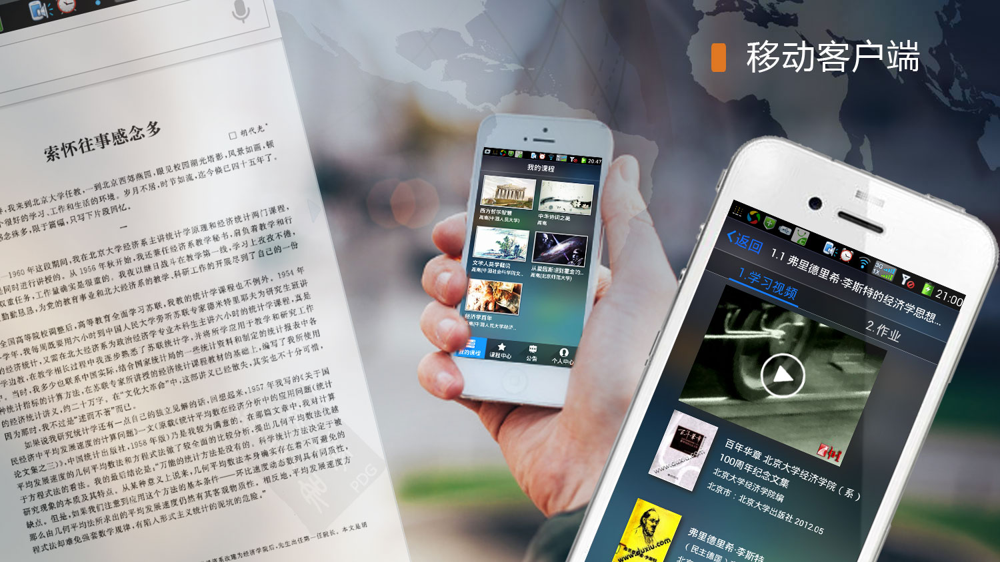 移动客户端
索怀往事感念多
□ 胡代光*
,我来到北京大学任教,一到北京西郊燕园,眼见校园湖光塔影,风景如画,顿
个很好的学习、工作和生活的环境。岁月不居,时节如流,迄今倏已四十五年了。
感念殊多,限于篇幅,只写下片段回忆。
一
—1960 年这段期间,我在北京大学经济系主讲统计学原理和经济统计两门课程,
是同时进行讲授的。从 1956 年秋开始,我还兼任经济系教学秘书,肩负着教学和行
双重任务,工作量确实是很重的。我夜以继日战斗在教学第一线,学习上孜孜不倦,
勤勤恳恳,为党的教育事业和北大经济系的教学、科研工作的开展尽到了自己的一份
全国高等院校调整后,高等教育全面学习苏联,我教的统计学课程也不例外。1954 年
学年,我每周既要用六小时到中国人民大学旁听苏联专家德米特里耶夫为研究生班讲
的经济统计,又需在北大经济系为政治经济学专业本科生主讲六小时的统计学课程,真是
学边教,在教学相长过程中我逐步熟悉了苏联统计学,并将所学应用于教学和研究工作
中。当时,我多少也联系中国实际,结合国家统计局的一些统计资料和制定的统计报表中各
种统计指标的计算方法,在苏联专家所讲授的经济统计课程教材的基础上,编写了我所使用
的经济统计讲义,约二十万字。在“文化大革命”中,这部讲义已经散失,其实也不十分可惜,
因为那时,我不过是“述而不著”而已。
如果说我研究统计学还有一点自己的独立见解的话,回想起来,1957 年我写的《关于国
民经济中平均发展速度的计算问题》一文(原载《统计平均数在经济分析中的应用问题(统计
论文集之三)》,中国统计出版社,1958 年版)乃是我较为满意的。在那篇文章中,我对计算
平均发展速度的几何平均数法和方程式法做了较全面的比较分析,提出几何平均数法优越
于方程式法的看法。我的最后结论是:“万能的统计方法是没有的。科学统计方法决定于被
研究现象的本质及其特点。从某种意义上说来,几何平均数法本身确实存在着不可避免的
缺点。但是,如果我们注意到应用这个方法的基本条件——环比速度动态数列具有同质性,
那么由几何平均法所求出的平均发展速度仍然有其客观物质性。相反地,平均发展速度方
程式法却难免强套数学规律,有陷入形式主义统计的泥坑的危险。”
经济系改建为经济学院后,先生出任第一任院长。本文是胡
PDG
20:47
我的课程
西方哲学智慧
高清(中国人民大学)
中华诗词之美
高清
文学人类学概说
高清(中国社会科学院文...
从爱因斯坦到霍金的...
高清(北京师范大学)
经济学百年
高清(中国人民大学经济...
我的课程
课程中心
公告
个人中心
3G
1X
21:00
返回
1.1 弗里德里希·李斯特的经济学思想...
1.学习视频
2.作业
百年华章
www.duxiu.com
百年华章 北京大学经济学院(系)
100周年纪念文集
北京大学经济学院编
北京市:北京大学出版社 2012.05
弗里德里希·李斯特
www.duxiu.com
弗里德里希·李斯特
(民主德国)